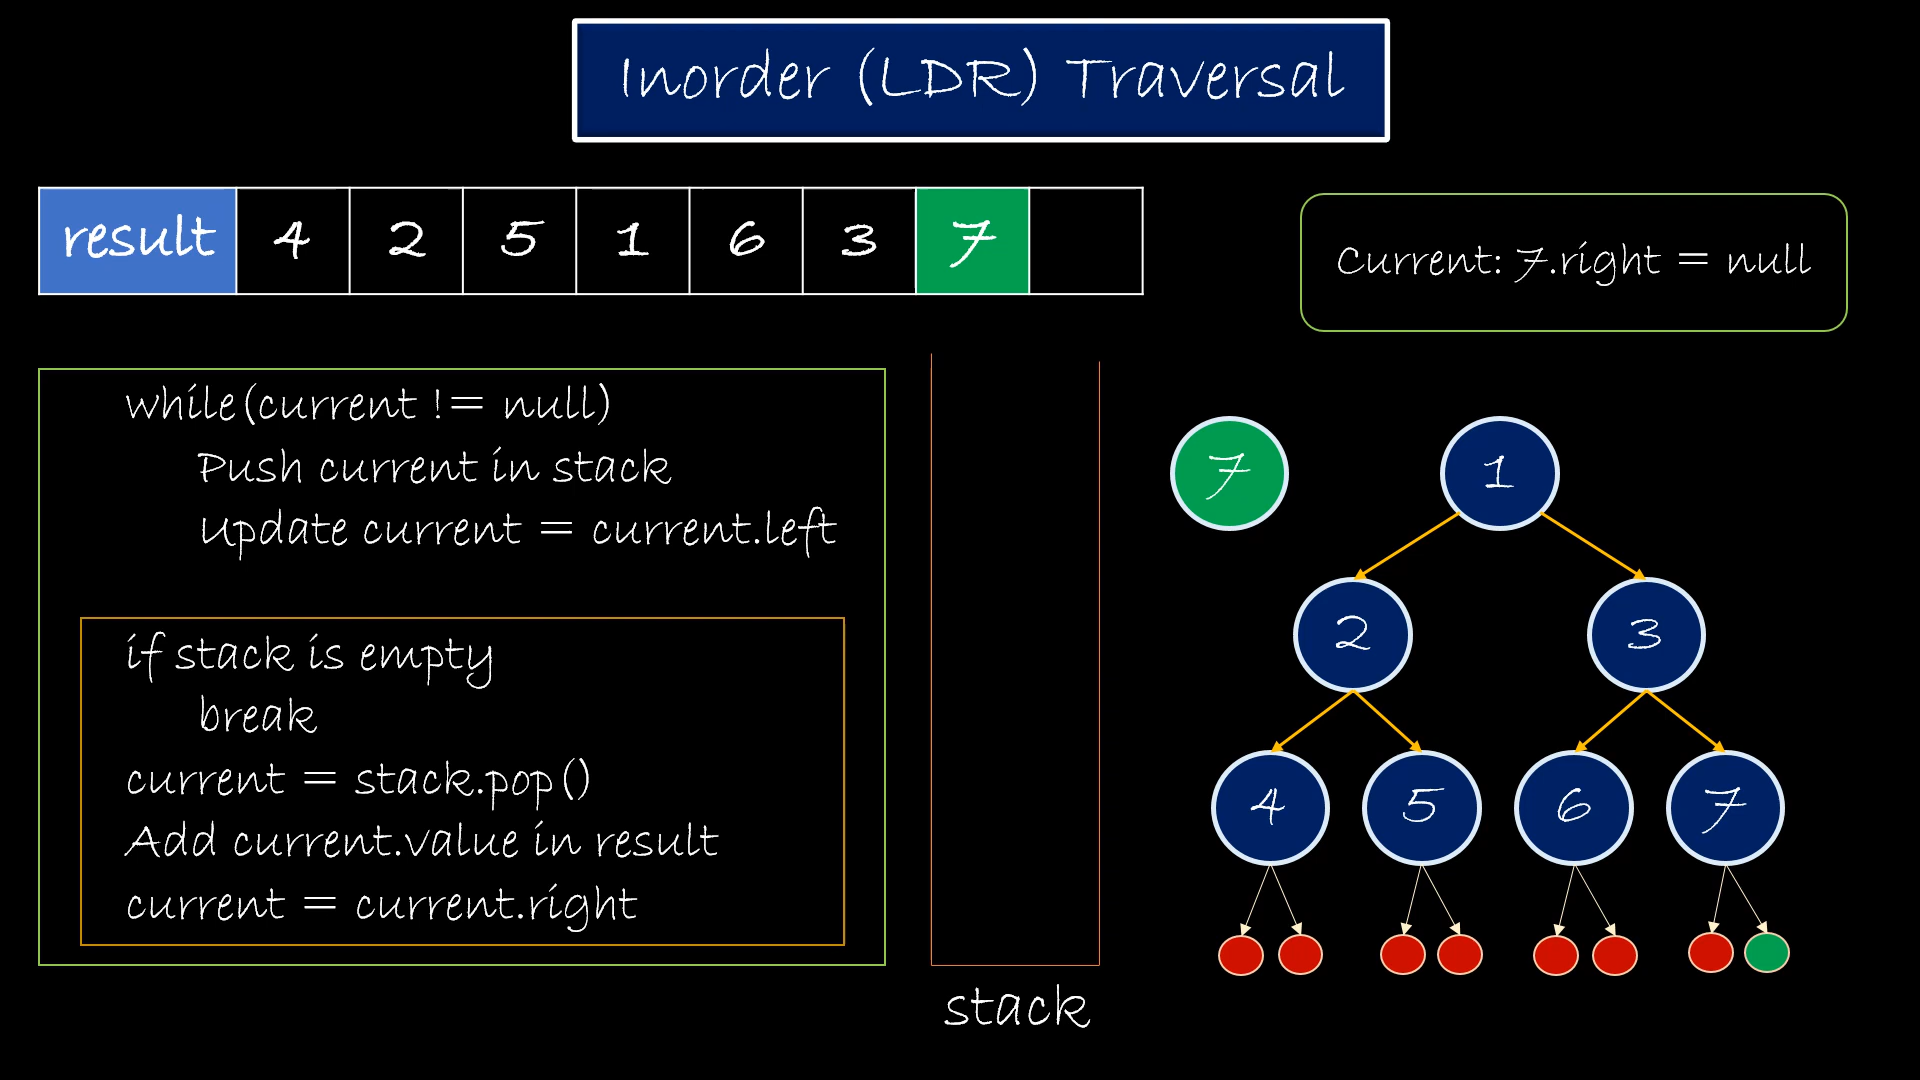 Inorder (LDR) Traversal
result 4 2 5 1 6 3 7
Current: 7.right = null
while(current != null)
Push current in stack
Update current = current.left
if stack is empty
break
current = stack.pop()
Add current.value in result
current = current.right
stack
7
1
2
3
4
5
6
7